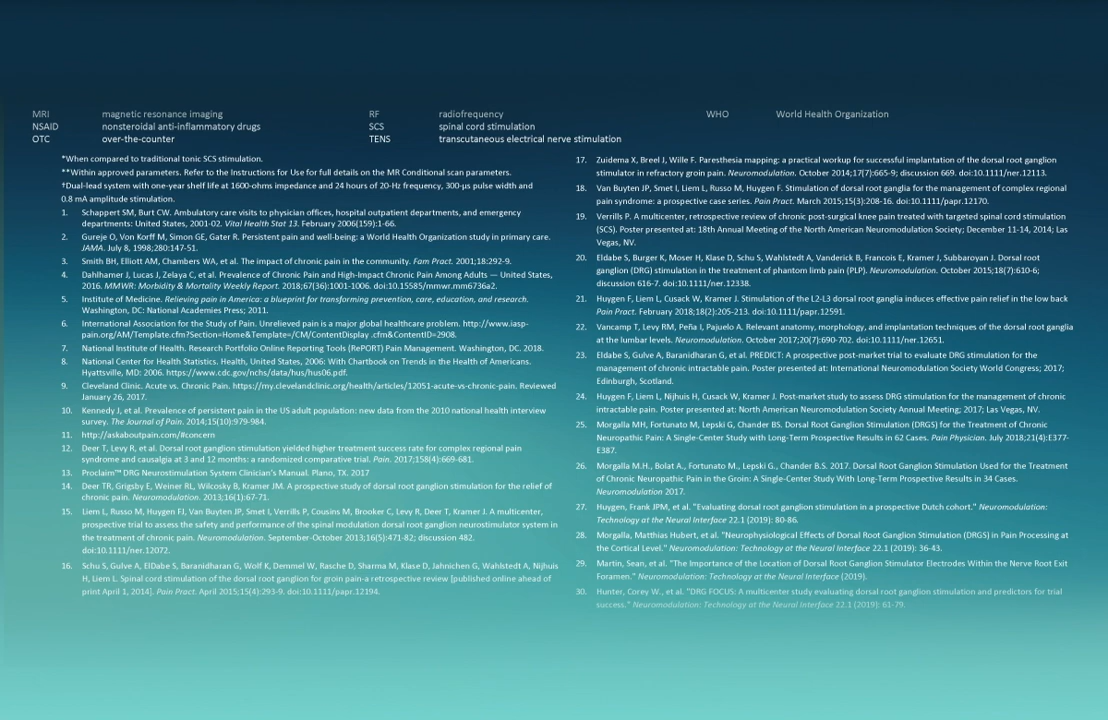 MRI magnetic resonance imaging RF radiofrequency WHO World Health Organization
NSAID nonsteroidal anti-inflammatory drugs SCS spinal cord stimulation
OTC over-the-counter TENS transcutaneous electrical nerve stimulation
*When compared to traditional tonic SCS stimulation.
**Within approved parameters. Refer to the Instructions for Use for full details on the MR Conditional scan parameters.
†Dual-lead system with one-year shelf life at 1600-ohms impedance and 24 hours of 20-Hz frequency, 300-µs pulse width and
0.8 mA amplitude stimulation.
1. Schappert SM, Burt CW. Ambulatory care visits to physician offices, hospital outpatient departments, and emergency
departments: United States, 2001-02. Vital Health Stat 13. February 2006(159):1-66.
2. Gureje O, Von Korff M, Simon GE, Gater R. Persistent pain and well-being: a World Health Organization study in primary care.
JAMA. July 8, 1998;280:147-51.
3. Smith BH, Elliott AM, Chambers WA, et al. The impact of chronic pain in the community. Fam Pract. 2001;18:292-9.
4. Dahlhamer J, Lucas J, Zelaya C, et al. Prevalence of Chronic Pain and High-Impact Chronic Pain Among Adults — United States,
2016. MMWR: Morbidity & Mortality Weekly Report. 2018;67(36):1001-1006. doi:10.15585/mmwr.mm6736a2.
5. Institute of Medicine. Relieving pain in America: a blueprint for transforming prevention, care, education, and research.
Washington, DC: National Academies Press; 2011.
6. International Association for the Study of Pain. Unrelieved pain is a major global healthcare problem. http://www.iasp-
pain.org/AM/Template.cfm?Section=Home&Template=/CM/ContentDisplay .cfm&ContentID=2908.
7. National Institute of Health. Research Portfolio Online Reporting Tools (RePORT) Pain Management. Washington, DC. 2018.
8. National Center for Health Statistics. Health, United States, 2006: With Chartbook on Trends in the Health of Americans.
Hyattsville, MD: 2006. https://www.cdc.gov/nchs/data/hus/hus06.pdf.
9. Cleveland Clinic. Acute vs. Chronic Pain. https://my.clevelandclinic.org/health/articles/12051-acute-vs-chronic-pain. Reviewed
January 26, 2017.
10. Kennedy J, et al. Prevalence of persistent pain in the US adult population: new data from the 2010 national health interview
survey. The Journal of Pain. 2014;15(10):979-984.
11. http://askaboutpain.com/#concern
12. Deer T, Levy R, et al. Dorsal root ganglion stimulation yielded higher treatment success rate for complex regional pain
syndrome and causalgia at 3 and 12 months: a randomized comparative trial. Pain. 2017;158(4):669-681.
13. Proclaim™ DRG Neurostimulation System Clinician's Manual. Plano, TX. 2017
14. Deer TR, Grigsby E, Weiner RL, Wilcosky B, Kramer JM. A prospective study of dorsal root ganglion stimulation for the relief of
chronic pain. Neuromodulation. 2013;16(1):67-71.
15. Liem L, Russo M, Huygen FJ, Van Buyten JP, Smet I, Verrills P, Cousins M, Brooker C, Levy R, Deer T, Kramer J. A multicenter,
prospective trial to assess the safety and performance of the spinal modulation dorsal root ganglion neurostimulator system in
the treatment of chronic pain. Neuromodulation. September-October 2013;16(5):471-82; discussion 482.
doi:10.1111/ner.12072.
16. Schu S, Gulve A, ElDabe S, Baranidharan G, Wolf K, Demmel W, Rasche D, Sharma M, Klase D, Jahnichen G, Wahlstedt A, Nijhuis
H, Liem L. Spinal cord stimulation of the dorsal root ganglion for groin pain-a retrospective review [published online ahead of
print April 1, 2014]. Pain Pract. April 2015;15(4):293-9. doi:10.1111/papr.12194.
17. Zuidema X, Breel J, Wille F. Paresthesia mapping: a practical workup for successful implantation of the dorsal root ganglion
stimulator in refractory groin pain. Neuromodulation. October 2014;17(7):665-9; discussion 669. doi:10.1111/ner.12113.
18. Van Buyten JP, Smet I, Liem L, Russo M, Huygen F. Stimulation of dorsal root ganglia for the management of complex regional
pain syndrome: a prospective case series. Pain Pract. March 2015;15(3):208-16. doi:10.1111/papr.12170.
19. Verrills P. A multicenter, retrospective review of chronic post-surgical knee pain treated with targeted spinal cord stimulation
(SCS). Poster presented at: 18th Annual Meeting of the North American Neuromodulation Society; December 11-14, 2014; Las
Vegas, NV.
20. Eldabe S, Burger K, Moser H, Klase D, Schu S, Wahlstedt A, Vanderick B, Francois E, Kramer J, Subbaroyan J. Dorsal root
ganglion (DRG) stimulation in the treatment of phantom limb pain (PLP). Neuromodulation. October 2015;18(7):610-6;
discussion 616-7. doi:10.1111/ner.12338.
21. Huygen F, Liem L, Cusack W, Kramer J. Stimulation of the L2-L3 dorsal root ganglia induces effective pain relief in the low back
Pain Pract. February 2018;18(2):205-213. doi:10.1111/papr.12591.
22. Vancamp T, Levy RM, Peña I, Pajuelo A. Relevant anatomy, morphology, and implantation techniques of the dorsal root ganglia
at the lumbar levels. Neuromodulation. October 2017;20(7):690-702. doi:10.1111/ner.12651.
23. Eldabe S, Gulve A, Baranidharan G, et al. PREDICT: A prospective post-market trial to evaluate DRG stimulation for the
management of chronic intractable pain. Poster presented at: International Neuromodulation Society World Congress; 2017;
Edinburgh, Scotland.
24. Huygen F, Liem L, Nijhuis H, Cusack W, Kramer J. Post-market study to assess DRG stimulation for the management of chronic
intractable pain. Poster presented at: North American Neuromodulation Society Annual Meeting; 2017; Las Vegas, NV.
25. Morgalla MH, Fortunato M, Lepski G, Chander BS. Dorsal Root Ganglion Stimulation (DRGS) for the Treatment of Chronic
Neuropathic Pain: A Single-Center Study with Long-Term Prospective Results in 62 Cases. Pain Physician. July 2018;21(4):E377-
E387.
26. Morgalla M.H., Bolat A., Fortunato M., Lepski G., Chander B.S. 2017. Dorsal Root Ganglion Stimulation Used for the Treatment
of Chronic Neuropathic Pain in the Groin: A Single-Center Study With Long-Term Prospective Results in 34 Cases.
Neuromodulation 2017.
27. Huygen, Frank JPM, et al. "Evaluating dorsal root ganglion stimulation in a prospective Dutch cohort." Neuromodulation:
Technology at the Neural Interface 22.1 (2019): 80-86.
28. Morgalla, Matthias Hubert, et al. "Neurophysiological Effects of Dorsal Root Ganglion Stimulation (DRGS) in Pain Processing at
the Cortical Level." Neuromodulation: Technology at the Neural Interface 22.1 (2019): 36-43.
29. Martin, Sean, et al. "The Importance of the Location of Dorsal Root Ganglion Stimulator Electrodes Within the Nerve Root Exit
Foramen." Neuromodulation: Technology at the Neural Interface (2019).
30. Hunter, Corey W., et al. "DRG FOCUS: A multicenter study evaluating dorsal root ganglion stimulation and predictors for trial
success." Neuromodulation: Technology at the Neural Interface 22.1 (2019): 61-79.